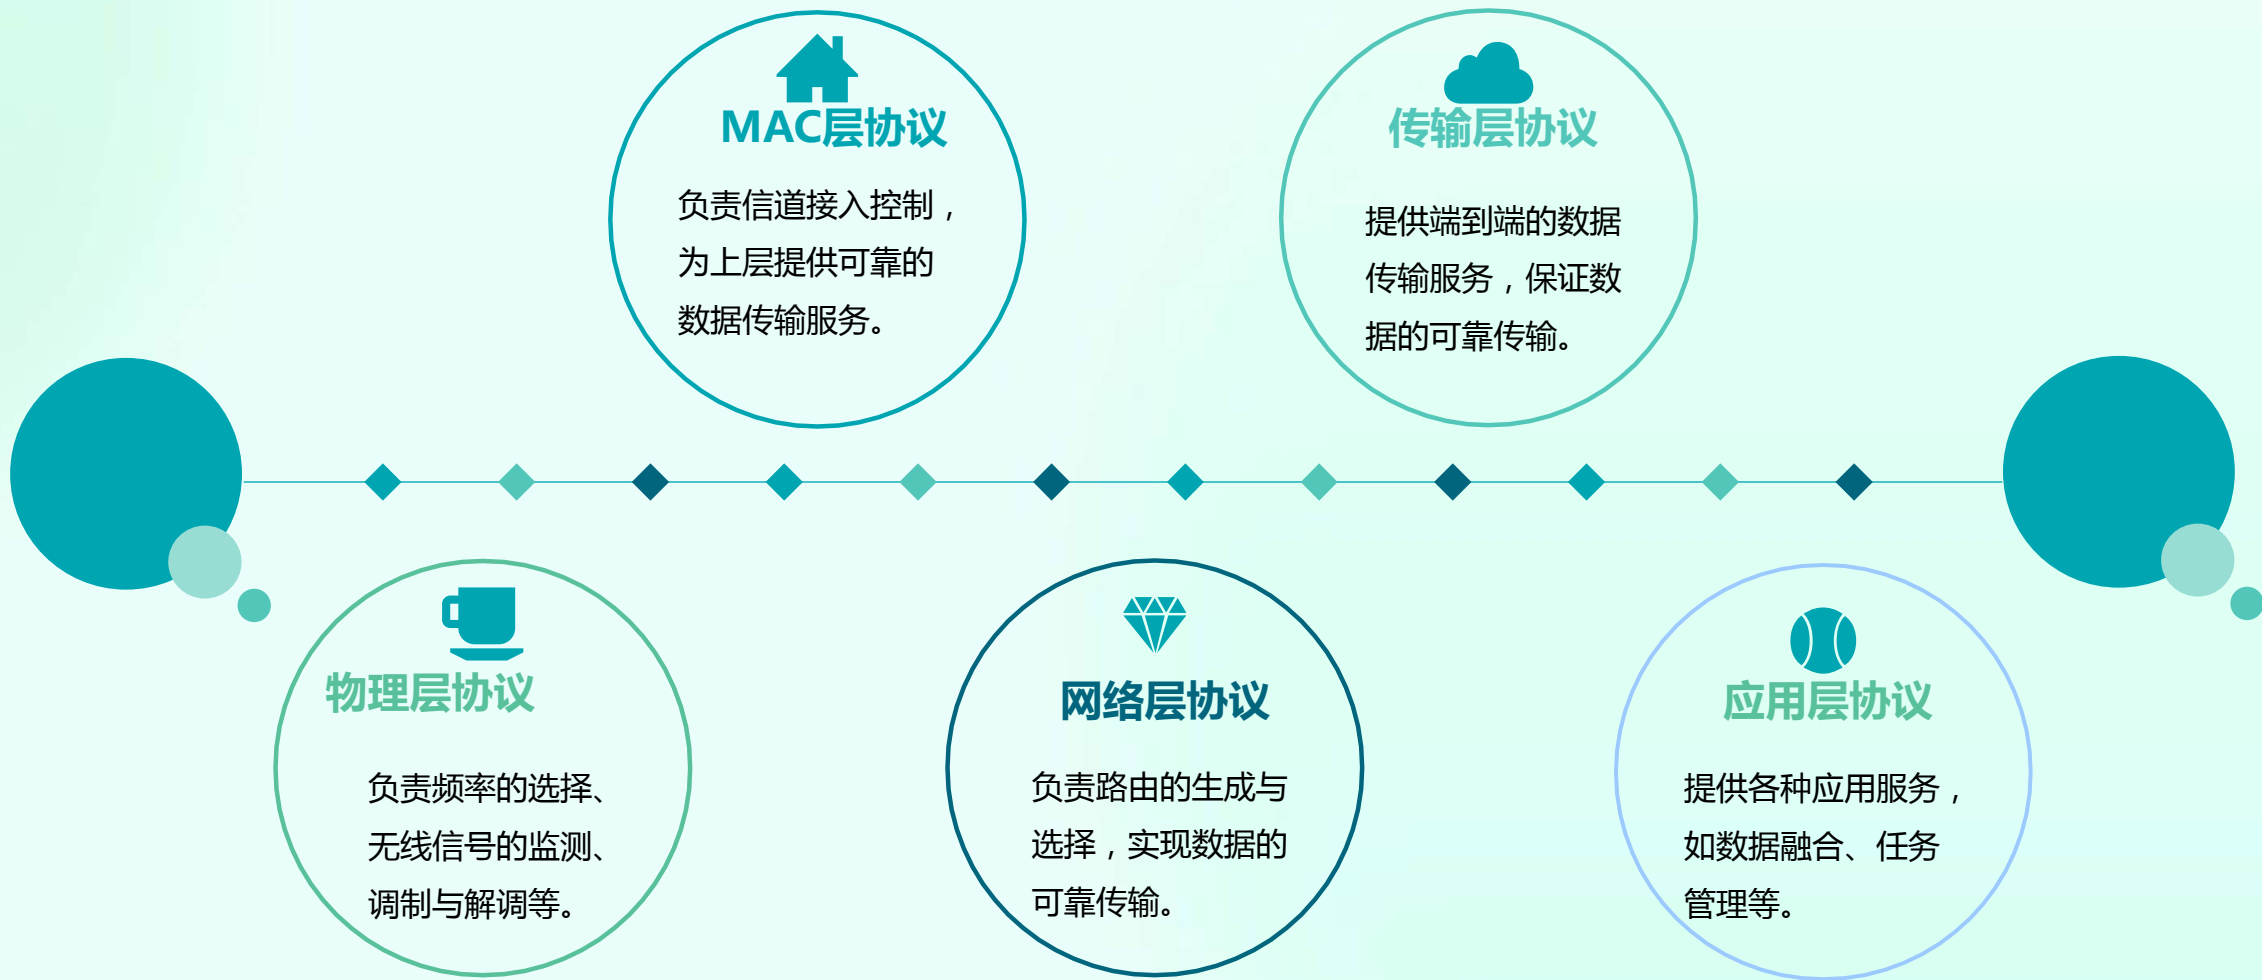 MAC层协议
负责信道接入控制，
为上层提供可靠的
数据传输服务。
传输层协议
提供端到端的数据
传输服务，保证数
据的可靠传输。
物理层协议
负责频率的选择、
无线信号的监测、
调制与解调等。
网络层协议
负责路由的生成与
选择，实现数据的
可靠传输。
应用层协议
提供各种应用服务，
如数据融合、任务
管理等。